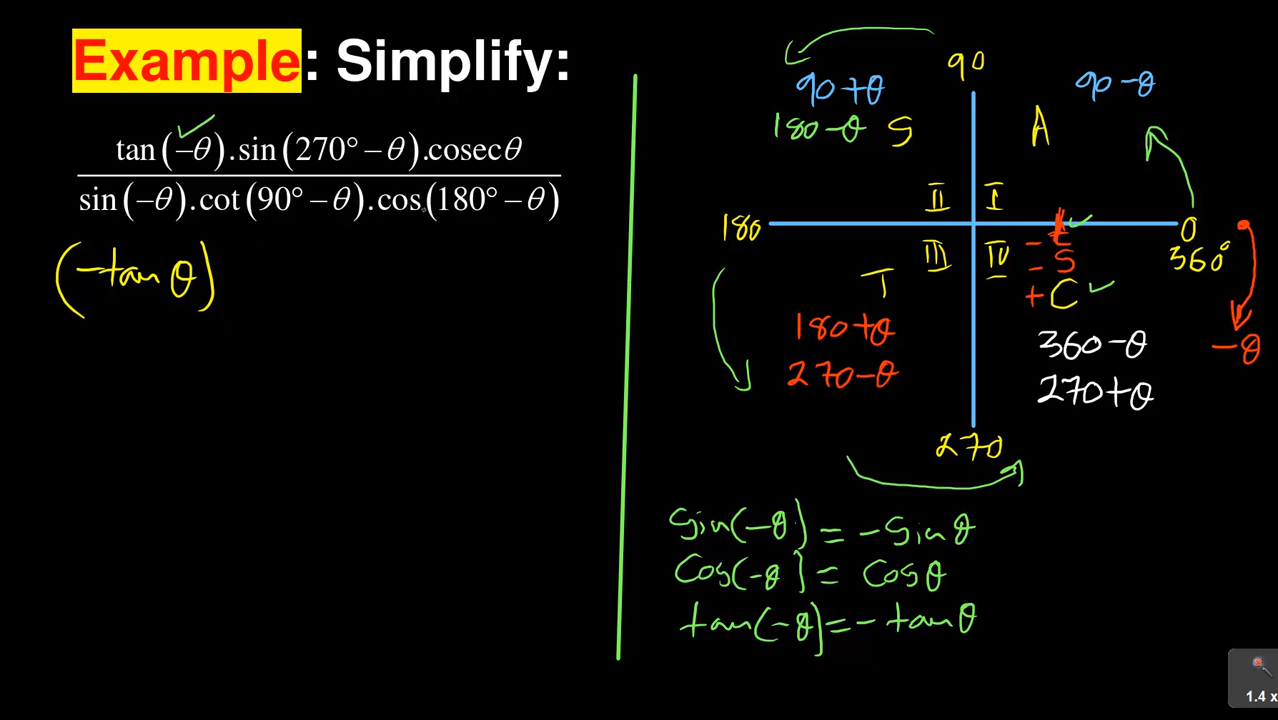 Example: Simplify:
tan(−θ).sin(270°−θ).cosecθ
sin(−θ).cot(90°−θ).cos(180°−θ)
(−tan θ)
90
90+θ
90−θ
180−θ S
A
II I
180
0
360°
III IV
− S
+ C
T
−θ
180+θ
270−θ
360−θ
270+θ
270
sin(−θ) = −sin θ
cos(−θ) = cos θ
tan(−θ) = −tan θ
1.4 x